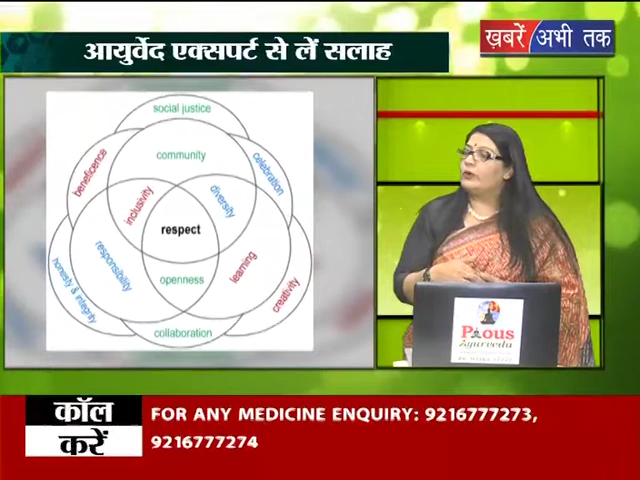 आयुर्वेद एक्सपर्ट से लें सलाह
ख़बरें अभी तक
social justice
community
beneficence
celebration
inclusivity
diversity
respect
responsibility
learning
openness
honesty & integrity
creativity
collaboration
Pious
Ayurveda
कॉल
करें
FOR ANY MEDICINE ENQUIRY: 9216777273,
9216777274